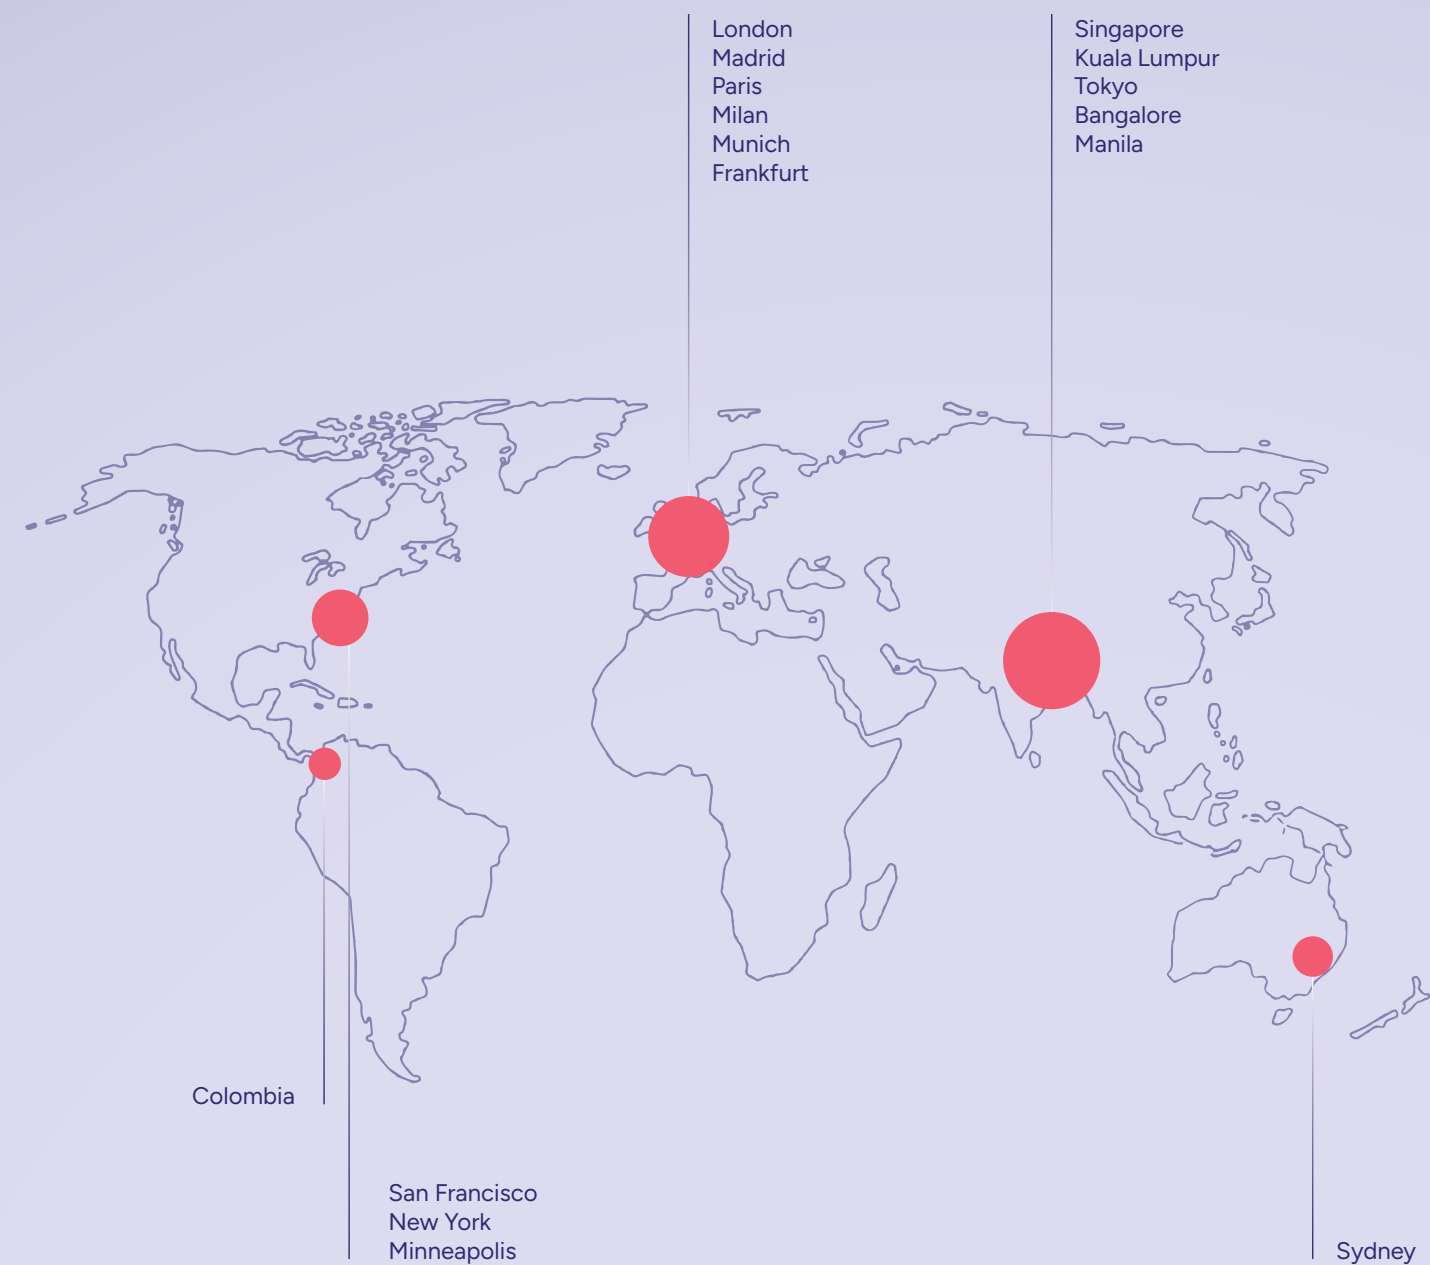 London
Madrid
Paris
Milan
Munich
Frankfurt
Singapore
Kuala Lumpur
Tokyo
Bangalore
Manila
Colombia
San Francisco
New York
Minneapolis
Sydney